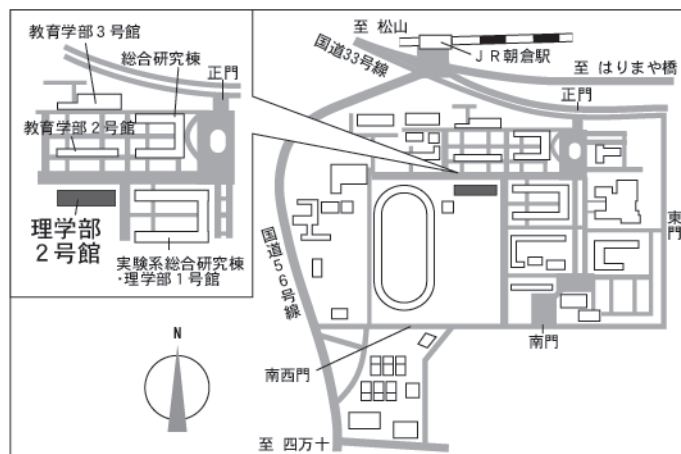 教育学部3号館
総合研究棟
正門
教育学部2号館
理学部
2号館
実験系総合研究棟
・理学部1号館
N
至 松山
国道33号線
JR朝倉駅
至 はりまや橋
正門
東門
国道56号線
南門
南西門
至 四万十